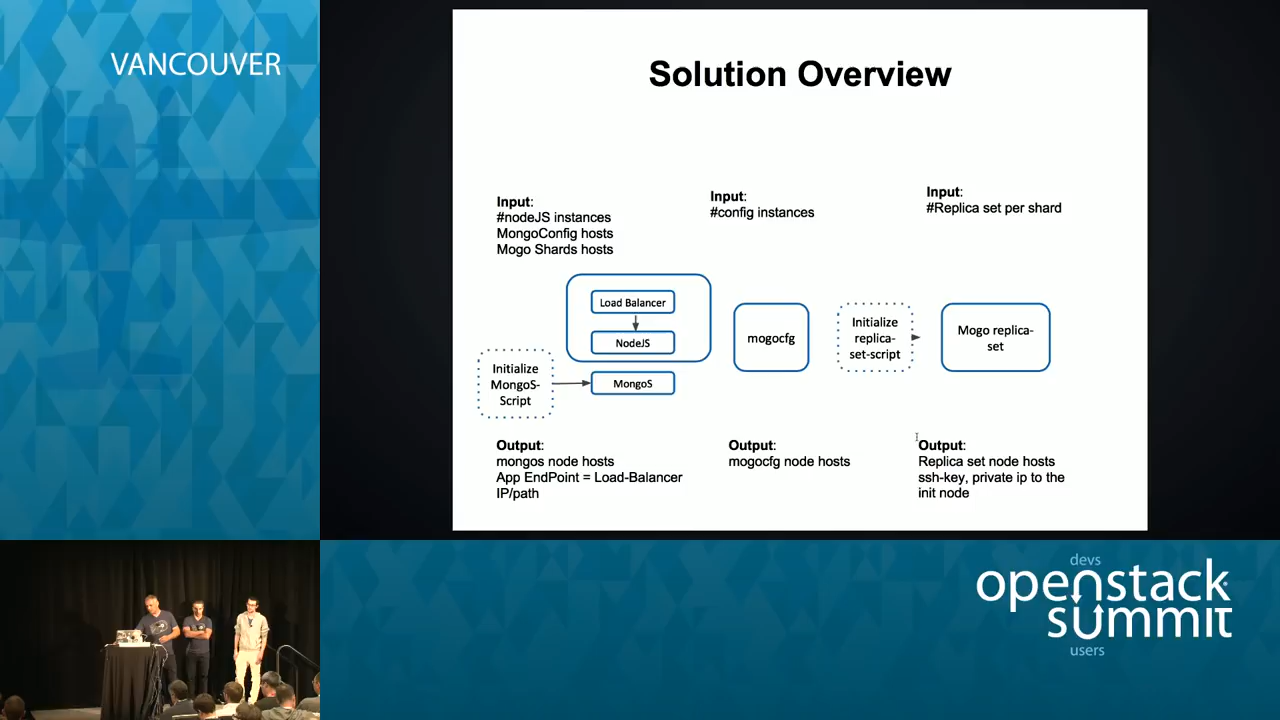 VANCOUVER
Solution Overview
Input:
#nodeJS instances
MongoConfig hosts
Mogo Shards hosts
Input:
#config instances
Input:
#Replica set per shard
Load Balancer
NodeJS
Initialize
MongoS-
Script
MongoS
mogocfg
Initialize
replica-
set-script
Mogo replica-
set
Output:
mongos node hosts
App EndPoint = Load-Balancer
IP/path
Output:
mogocfg node hosts
Output:
Replica set node hosts
ssh-key, private ip to the
init node
devs
openstack
summit
users